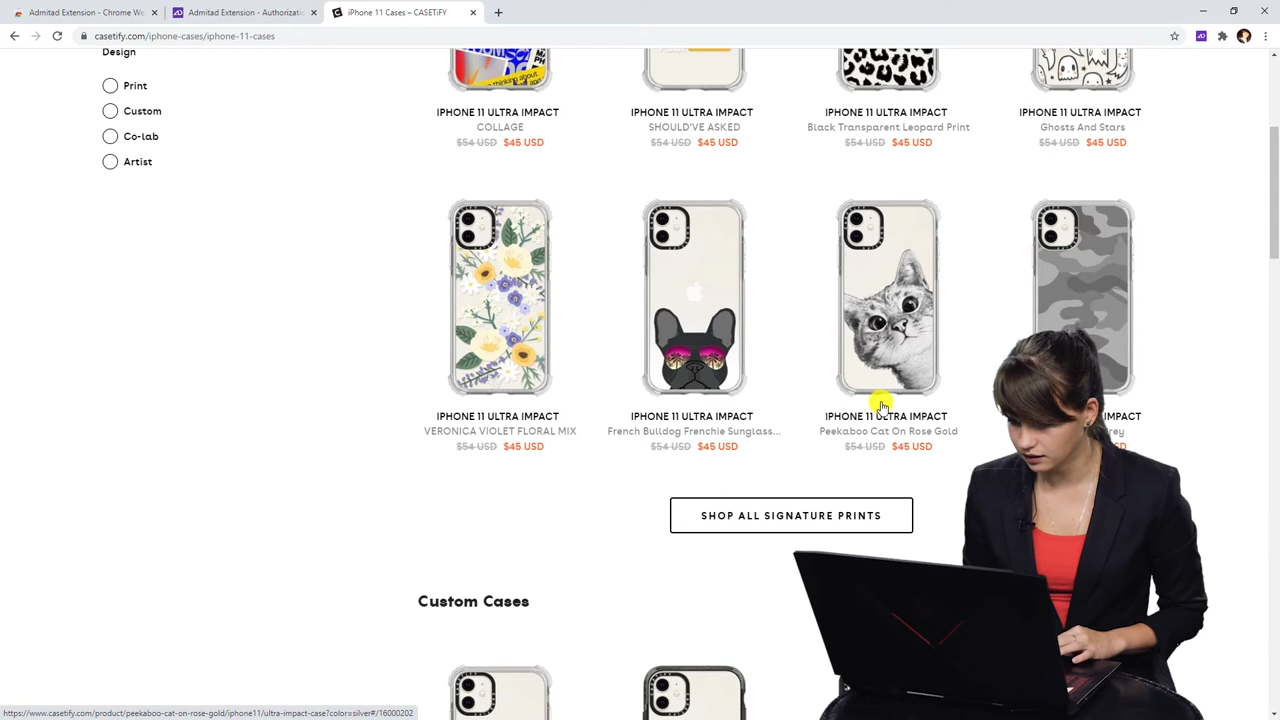 Admitad Extension - Chrome We
Admitad Extension - Authorizatio
iPhone 11 Cases – CASETiFY
casetify.com/iphone-cases/iphone-11-cases
Design
Print
Custom
Co-lab
Artist
IPHONE 11 ULTRA IMPACT
COLLAGE
$54 USD $45 USD
IPHONE 11 ULTRA IMPACT
SHOULD'VE ASKED
$54 USD $45 USD
IPHONE 11 ULTRA IMPACT
Black Transparent Leopard Print
$54 USD $45 USD
IPHONE 11 ULTRA IMPACT
Ghosts And Stars
$54 USD $45 USD
IPHONE 11 ULTRA IMPACT
VERONICA VIOLET FLORAL MIX
$54 USD $45 USD
IPHONE 11 ULTRA IMPACT
French Bulldog Frenchie Sunglass...
$54 USD $45 USD
IPHONE 11 ULTRA IMPACT
Peekaboo Cat On Rose Gold
$54 USD $45 USD
IMPACT
SHOP ALL SIGNATURE PRINTS
Custom Cases
https://www.casetify.com/product/peekaboo-cat-on-rose-gold/iphone11/ultra-impact-case?color=silver#/16000202